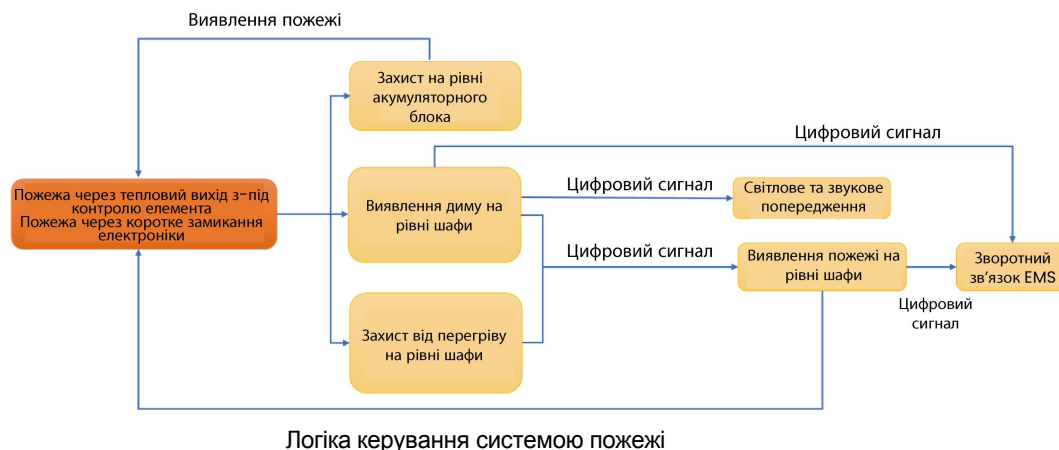 Виявлення пожежі
Захист на рівні
акумуляторного
блока
Цифровий сигнал
Пожежа через тепловий вихід з-під
контролю елемента
Пожежа через коротке замикання
електроніки
Виявлення диму на
рівні шафи
Цифровий сигнал
Світлове та звукове
попередження
Цифровий сигнал
Виявлення пожежі на
рівні шафи
Зворотний
зв'язок EMS
Цифровий
сигнал
Захист від перегріву
на рівні шафи
Логіка керування системою пожежі